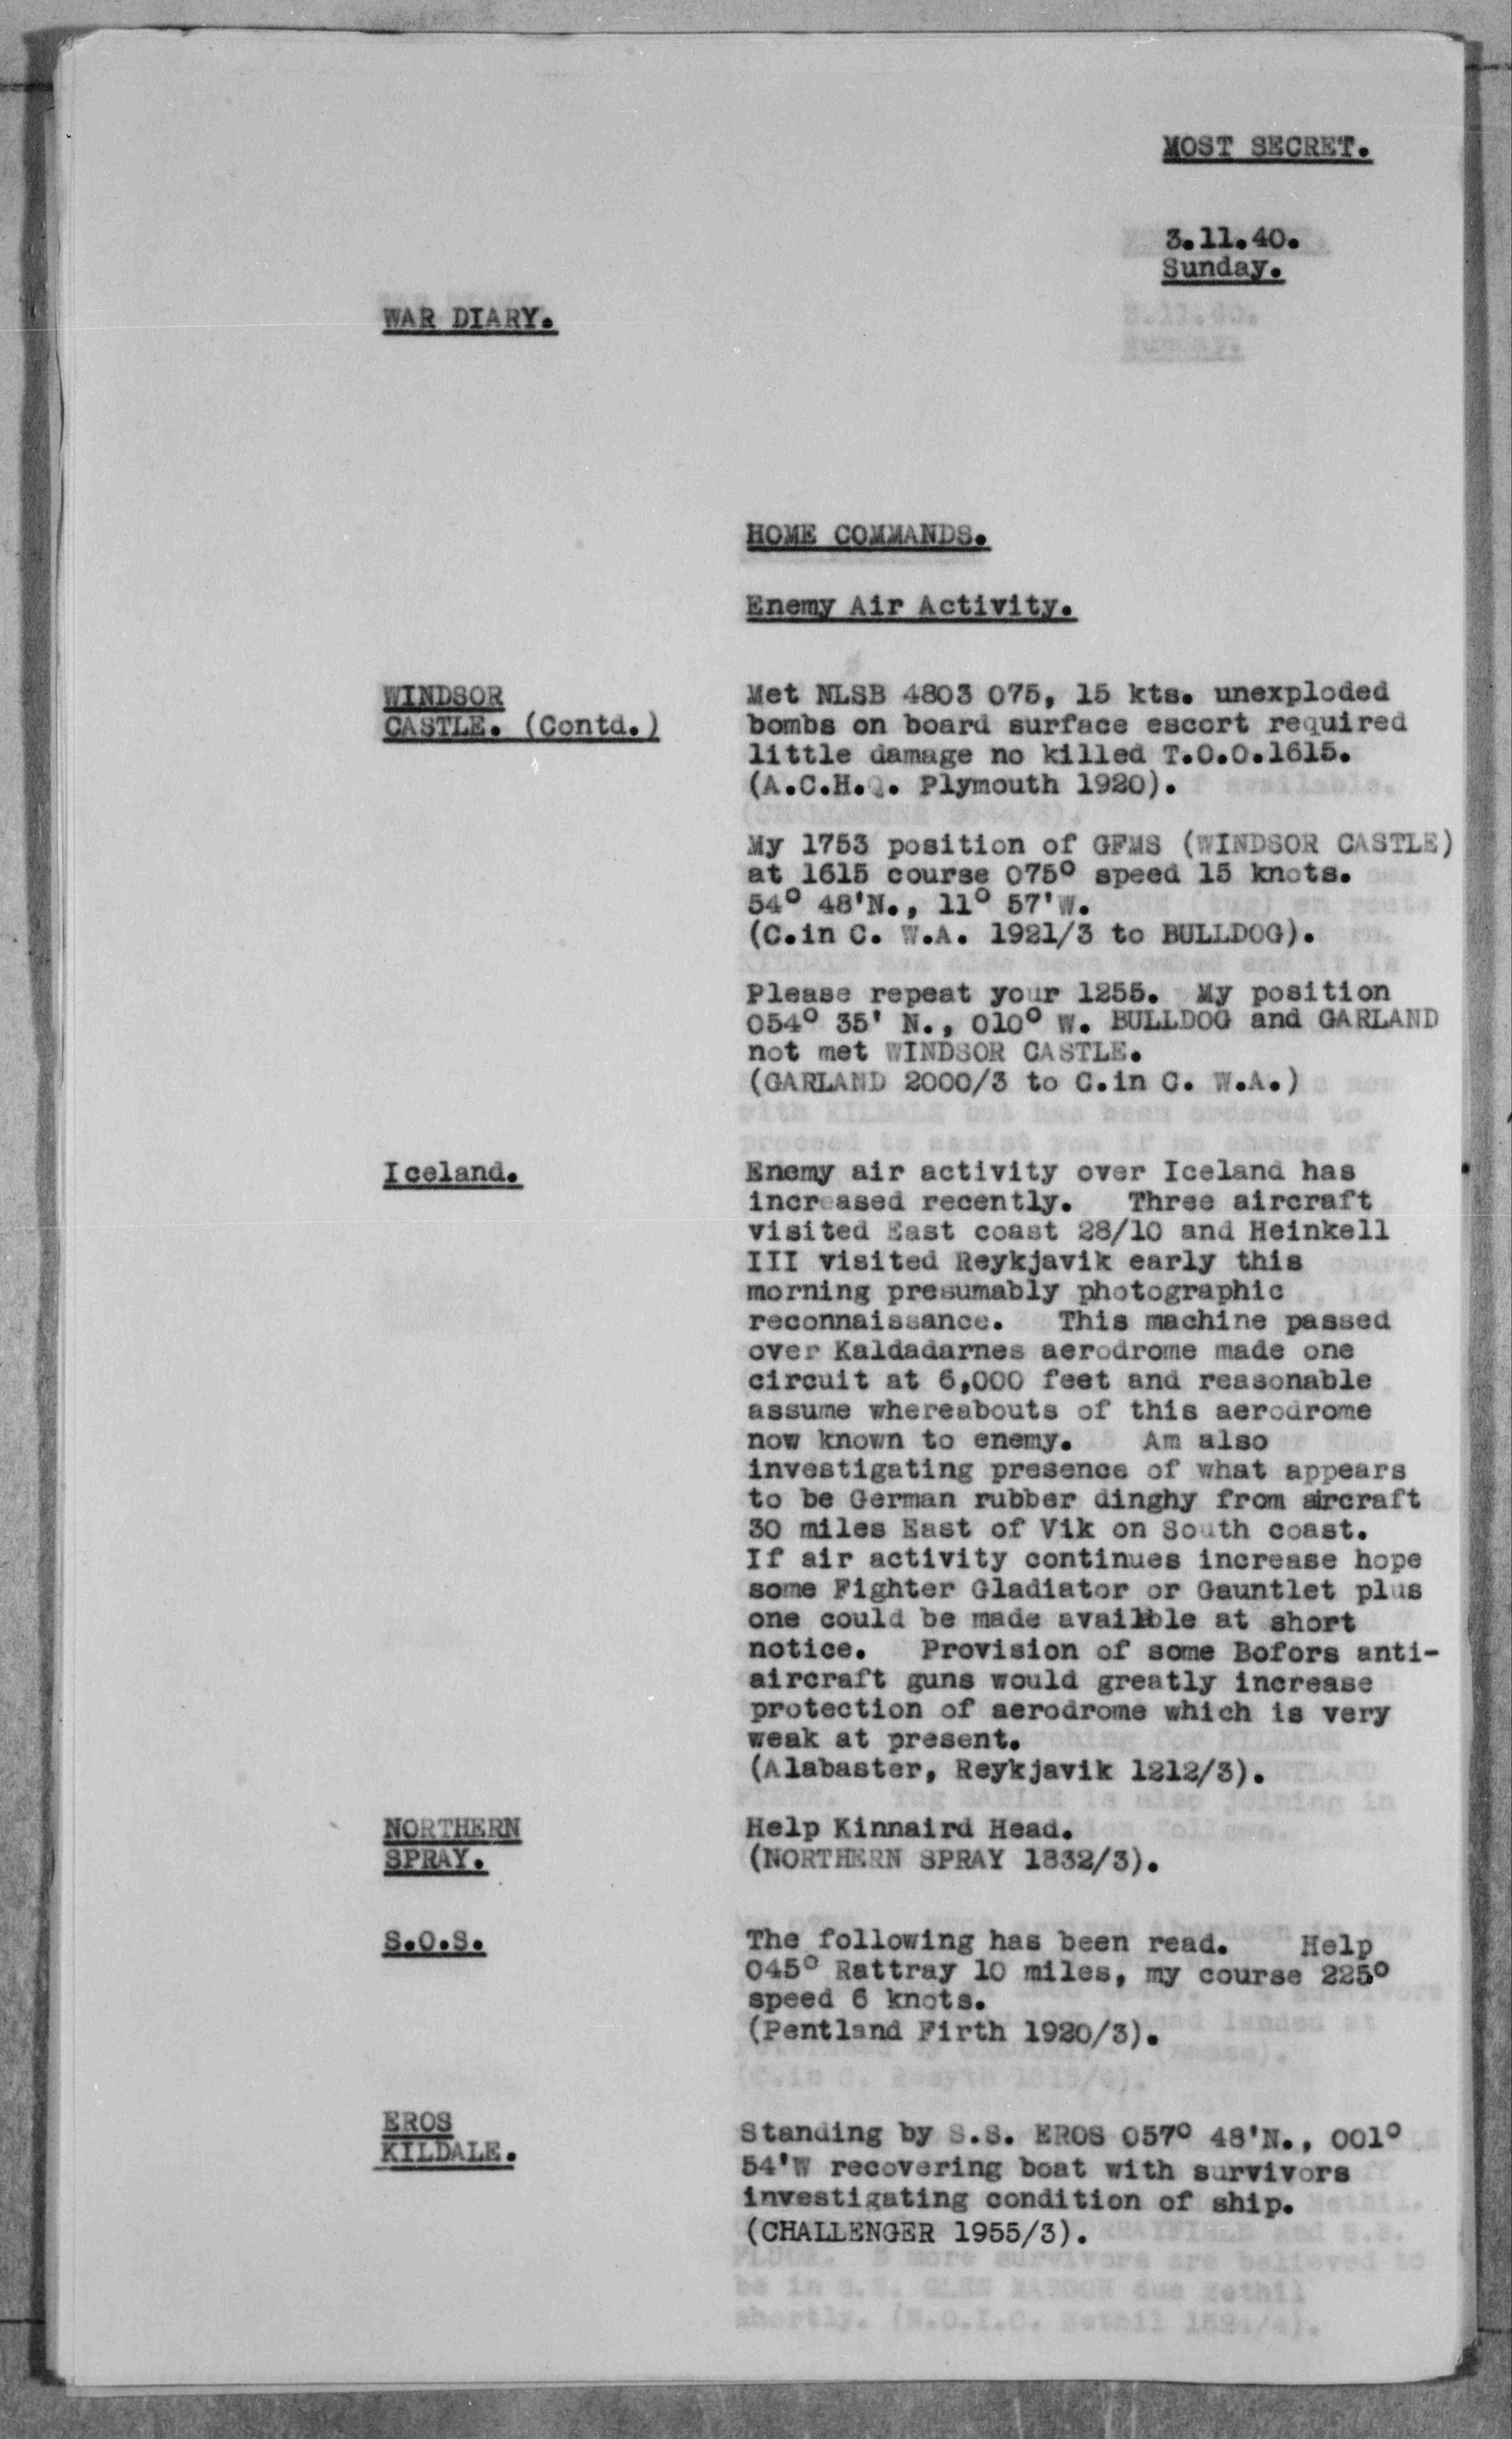 MOST SECRET.
3.11.40.
Sunday.
WAR DIARY.
HOME COMMANDS.
Enemy Air Activity.
WINDSOR
CASTLE. (Contd.)
Met NLSB 4803 075, 15 kts. unexploded
bombs on board surface escort required
little damage no killed T.O.O.1615.
(A.C.H.Q. Plymouth 1920).
My 1753 position of GFMS (WINDSOR CASTLE)
at 1615 course 075° speed 15 knots.
54° 48'N., 11° 57'W.
(C.in C. W.A. 1921/3 to BULLDOG).
Please repeat your 1255. My position
054° 35' N., 010° W. BULLDOG and GARLAND
not met WINDSOR CASTLE.
(GARLAND 2000/3 to C.in C. W.A.)
Iceland.
Enemy air activity over Iceland has
increased recently. Three aircraft
visited East coast 28/10 and Heinkell
III visited Reykjavik early this
morning presumably photographic
reconnaissance. This machine passed
over Kaldadarnes aerodrome made one
circuit at 6,000 feet and reasonable
assume whereabouts of this aerodrome
now known to enemy. Am also
investigating presence of what appears
to be German rubber dinghy from aircraft
30 miles East of Vik on South coast.
If air activity continues increase hope
some Fighter Gladiator or Gauntlet plus
one could be made available at short
notice. Provision of some Bofors anti-
aircraft guns would greatly increase
protection of aerodrome which is very
weak at present.
(Alabaster, Reykjavik 1212/3).
NORTHERN
SPRAY.
Help Kinnaird Head.
(NORTHERN SPRAY 1832/3).
S.O.S.
The following has been read. Help
045° Rattray 10 miles, my course 225°
speed 6 knots.
(Pentland Firth 1920/3).
EROS
KILDALE.
Standing by S.S. EROS 057° 48'N., 001°
54'W recovering boat with survivors
investigating condition of ship.
(CHALLENGER 1955/3).